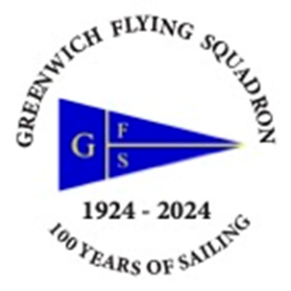 GREENWICH FLYING SQUADRON
G
F
S
1924 - 2024
100 YEARS OF SAILING